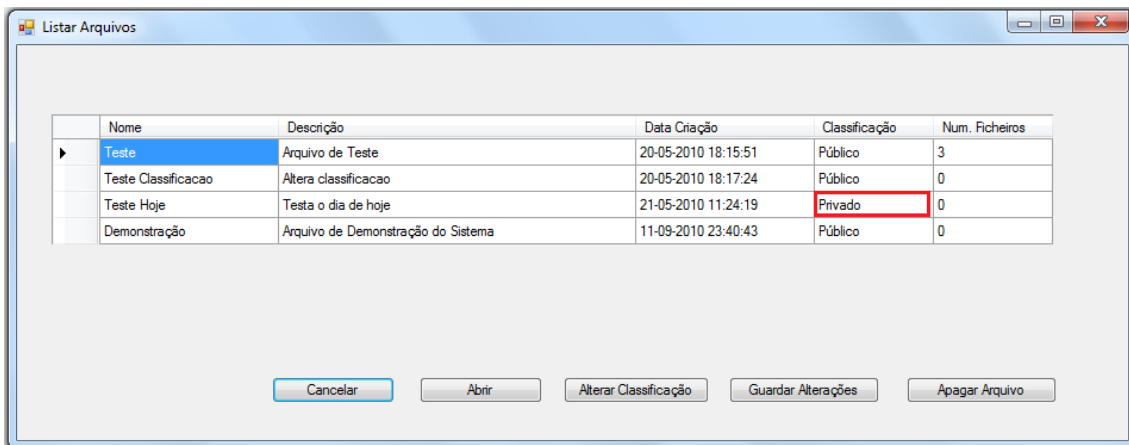 Listar Arquivos
Nome Descrição Data Criação Classificação Num. Ficheiros
Teste Arquivo de Teste 20-05-2010 18:15:51 Público 3
Teste Classificacao Altera classificacao 20-05-2010 18:17:24 Público 0
Teste Hoje Testa o dia de hoje 21-05-2010 11:24:19 Privado 0
Demonstração Arquivo de Demonstração do Sistema 11-09-2010 23:40:43 Público 0
Cancelar Abrir Alterar Classificação Guardar Alterações Apagar Arquivo